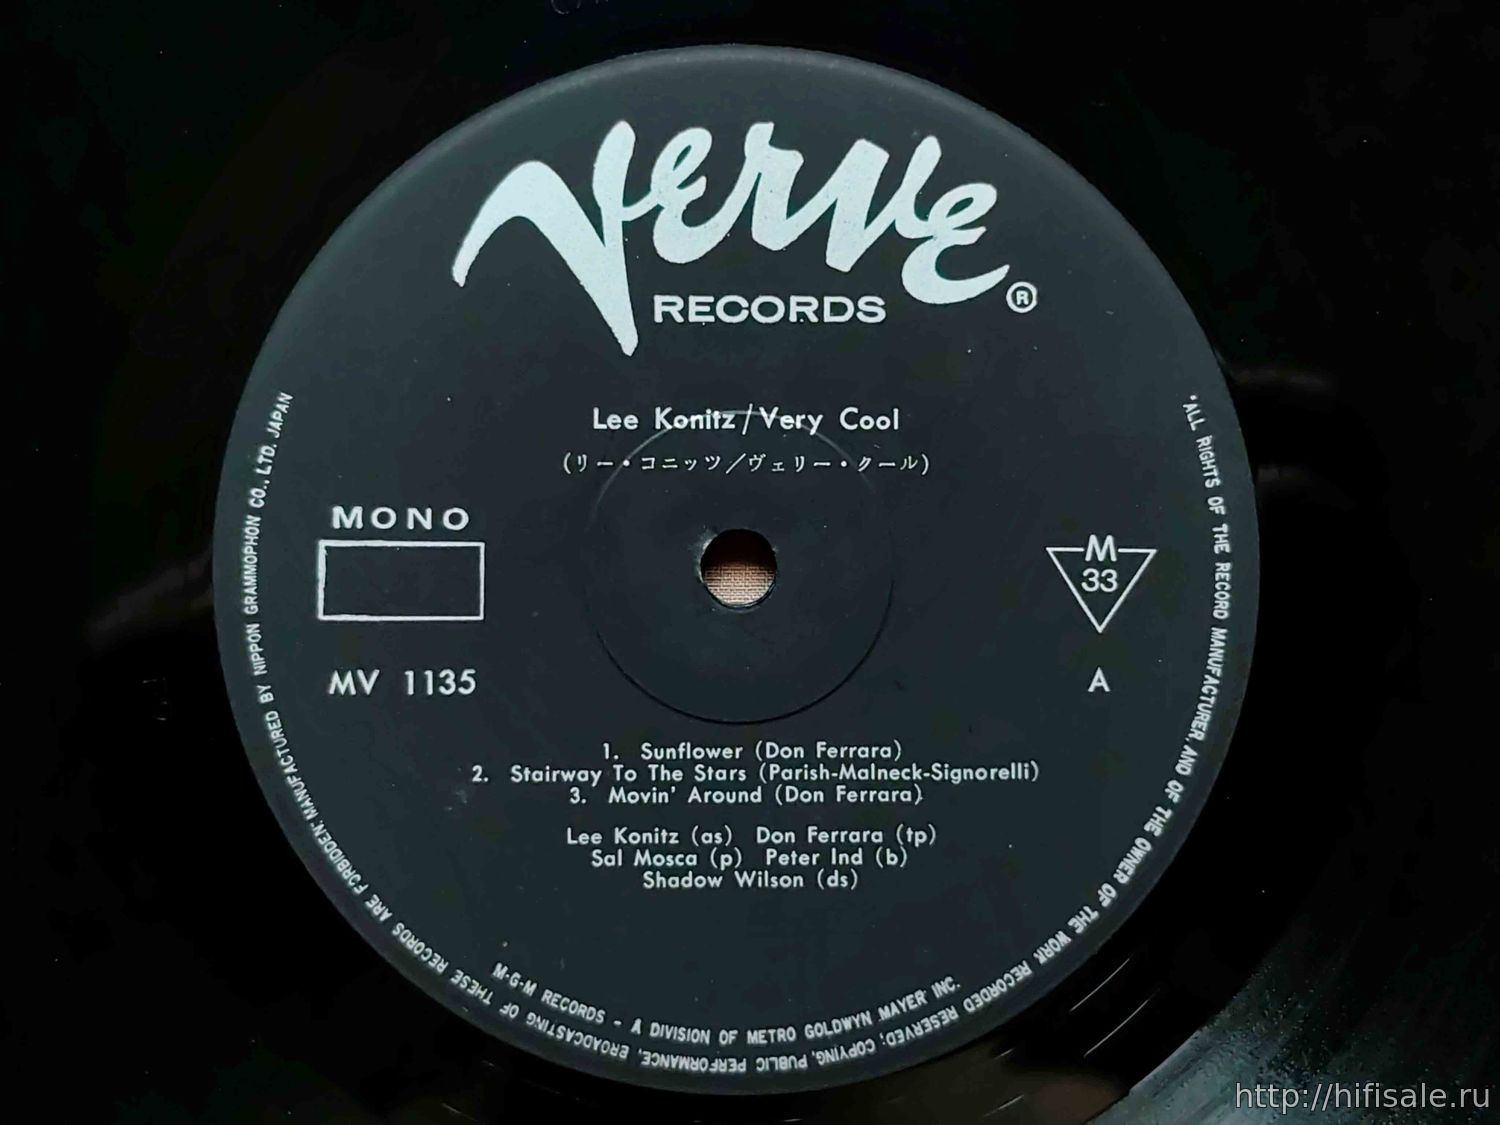 Verve
RECORDS ®
Lee Konitz/Very Cool
(リー・コニッツ/ヴェリー・クール)
MONO
MV 1135
M
33
A
1. Sunflower (Don Ferrara)
2. Stairway To The Stars (Parish-Malneck-Signorelli)
3. Movin' Around (Don Ferrara)
Lee Konitz (as) Don Ferrara (tp)
Sal Mosca (p) Peter Ind (b)
Shadow Wilson (ds)
M-G-M RECORDS - A DIVISION OF METRO GOLDWYN MAYER INC.
"ALL RIGHTS OF THE RECORD MANUFACTURER, AND OF THE OWNER OF THE WORK RECORDED RESERVED; COPYING, PUBLIC PERFORMANCE, BROADCASTING OF THESE RECORDS ARE FORBIDDEN." MANUFACTURED BY NIPPON GRAMMOPHON CO., LTD. JAPAN
http://hifisale.ru